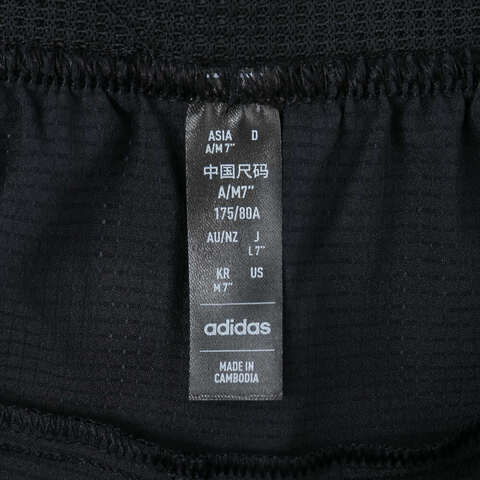 ASIA D
A/M 7"
中国尺码
A/M7"
175/80A
AU/NZ J
L 7"
KR US
M 7"
adidas
MADE IN
CAMBODIA